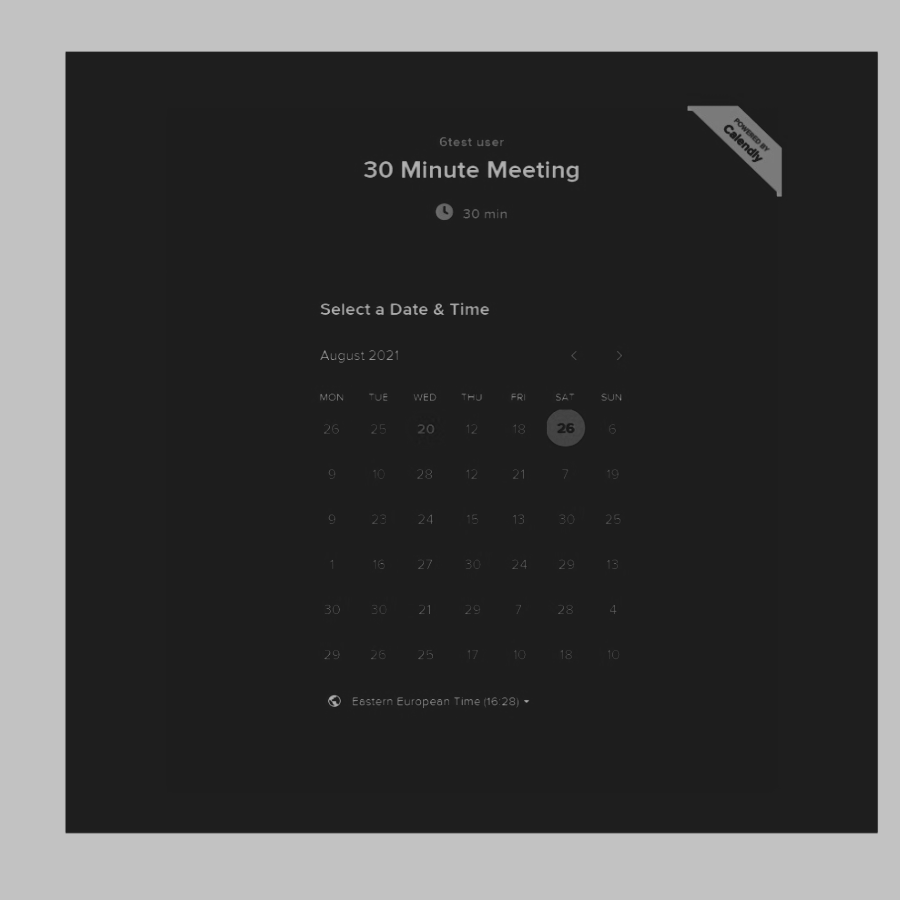 POWERED BY
Calendly
6test user
30 Minute Meeting
30 min
Select a Date & Time
August 2021
MON TUE WED THU FRI SAT SUN
26 25 20 12 18 26 6
9 10 28 12 21 7 19
9 23 24 15 13 30 25
1 16 27 30 24 29 13
30 30 21 29 7 28 4
29 26 25 17 10 18 10
Eastern European Time (16:28)